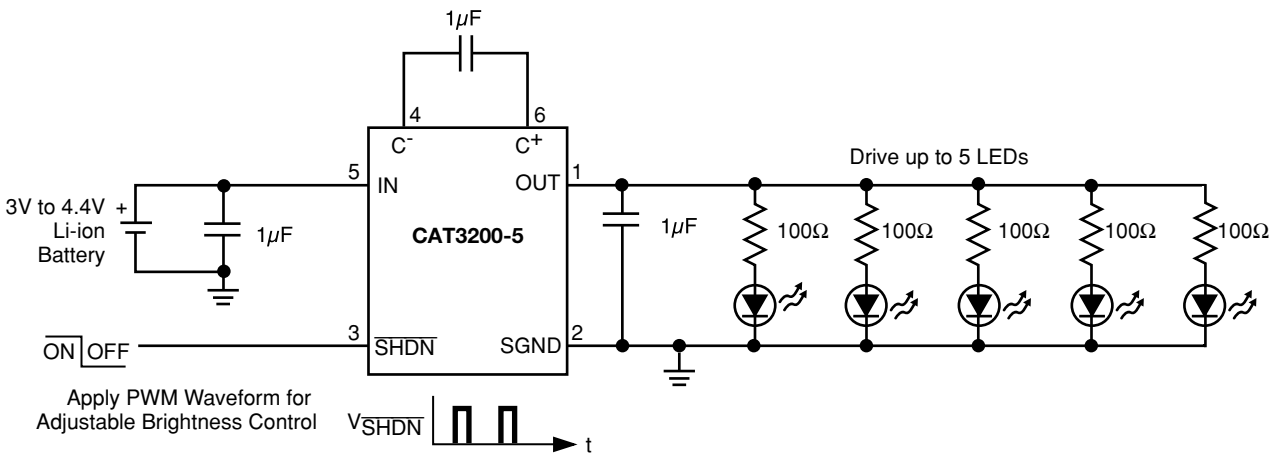 1µF
4
6
C-
C+
5
IN
OUT
1
Drive up to 5 LEDs
3V to 4.4V
Li-ion
Battery
+
1µF
CAT3200-5
1µF
100Ω
100Ω
100Ω
100Ω
100Ω
ON OFF
3
SHDN
SGND
2
Apply PWM Waveform for
Adjustable Brightness Control
VSHDN
t